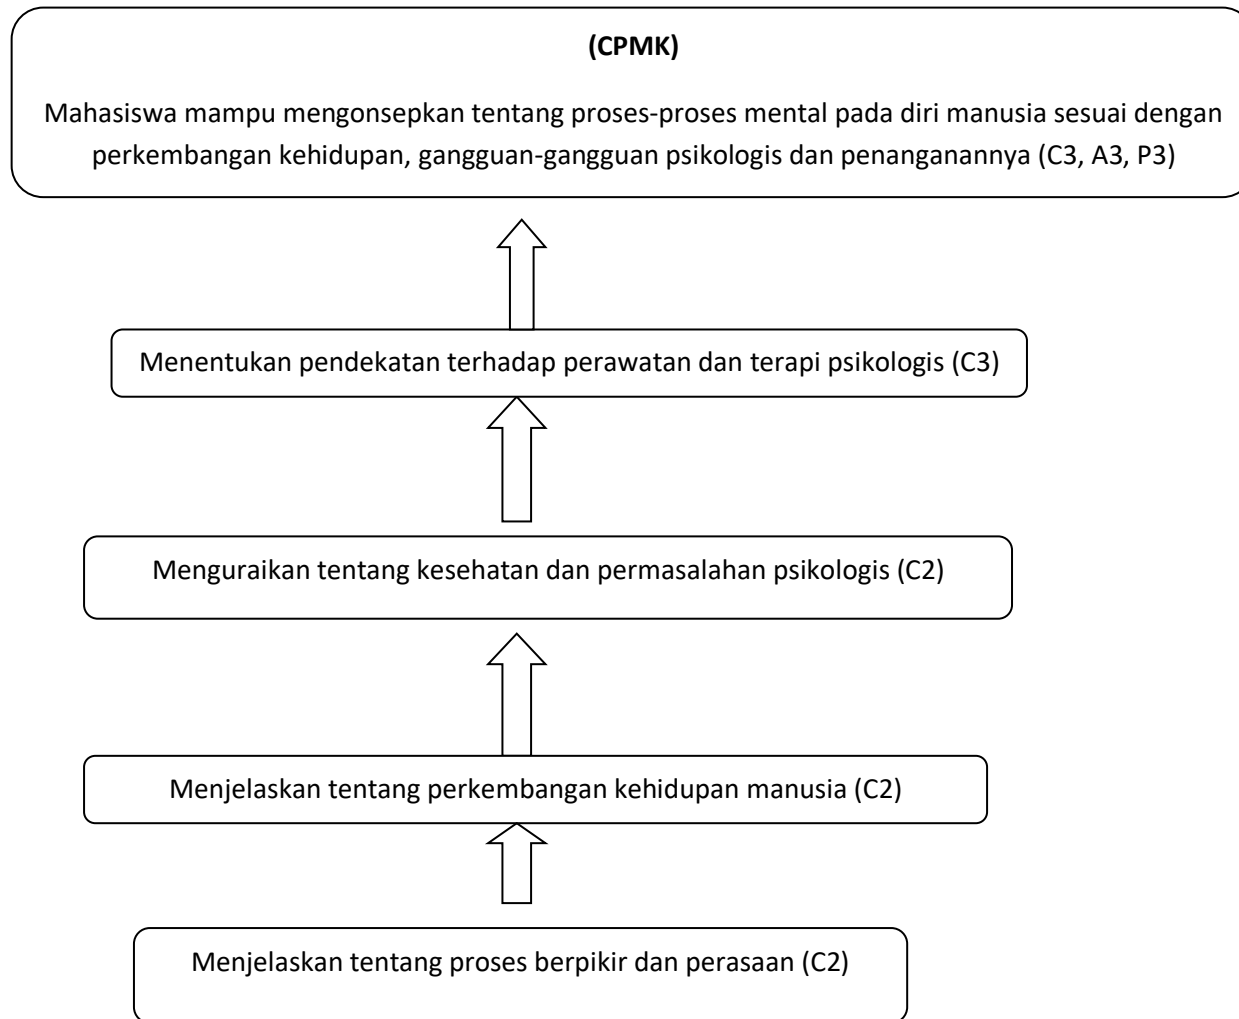 (CPMK)
Mahasiswa mampu mengonsepkan tentang proses-proses mental pada diri manusia sesuai dengan
perkembangan kehidupan, gangguan-gangguan psikologis dan penanganannya (C3, A3, P3)
Menentukan pendekatan terhadap perawatan dan terapi psikologis (C3)
Menguraikan tentang kesehatan dan permasalahan psikologis (C2)
Menjelaskan tentang perkembangan kehidupan manusia (C2)
Menjelaskan tentang proses berpikir dan perasaan (C2)